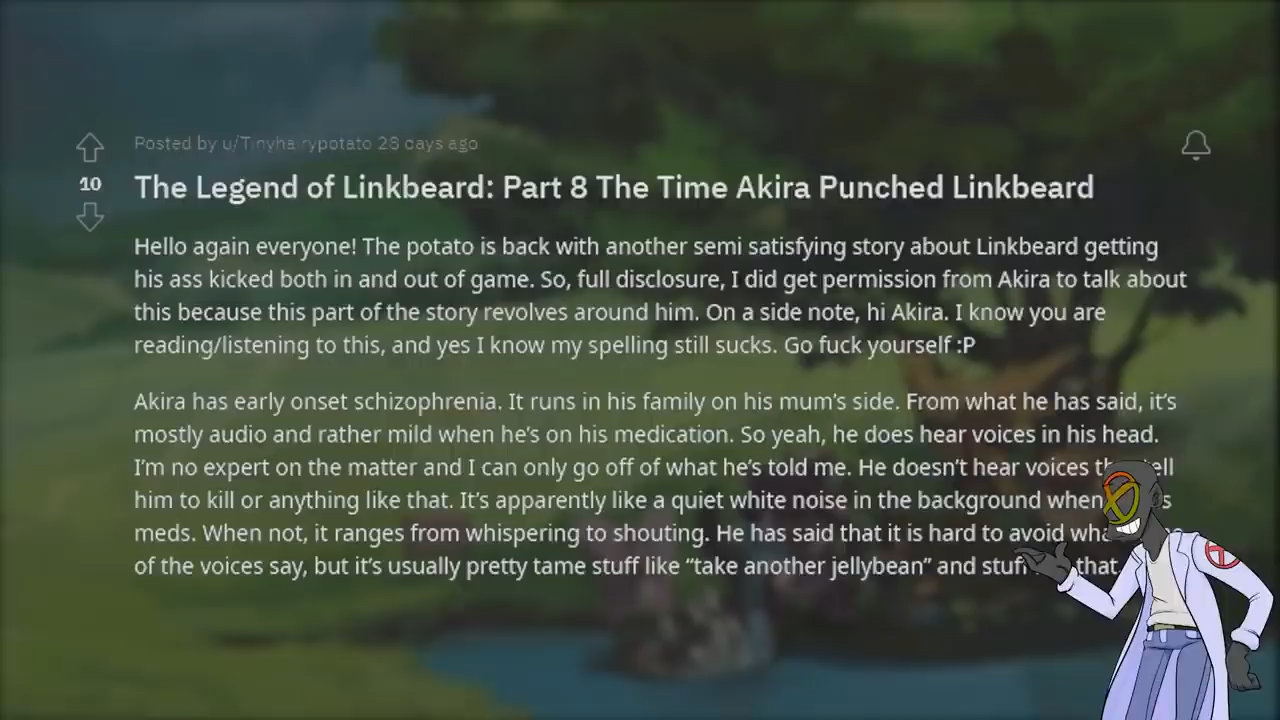 Posted by u/Tinyhairypotato 28 days ago
10
The Legend of Linkbeard: Part 8 The Time Akira Punched Linkbeard
Hello again everyone! The potato is back with another semi satisfying story about Linkbeard getting
his ass kicked both in and out of game. So, full disclosure, I did get permission from Akira to talk about
this because this part of the story revolves around him. On a side note, hi Akira. I know you are
reading/listening to this, and yes I know my spelling still sucks. Go fuck yourself :P
Akira has early onset schizophrenia. It runs in his family on his mum's side. From what he has said, it's
mostly audio and rather mild when he's on his medication. So yeah, he does hear voices in his head.
I'm no expert on the matter and I can only go off of what he's told me. He doesn't hear voices
him to kill or anything like that. It's apparently like a quiet white noise in the background when
meds. When not, it ranges from whispering to shouting. He has said that it is hard to avoid
of the voices say, but it's usually pretty tame stuff like "take another jellybean" and stuff that.